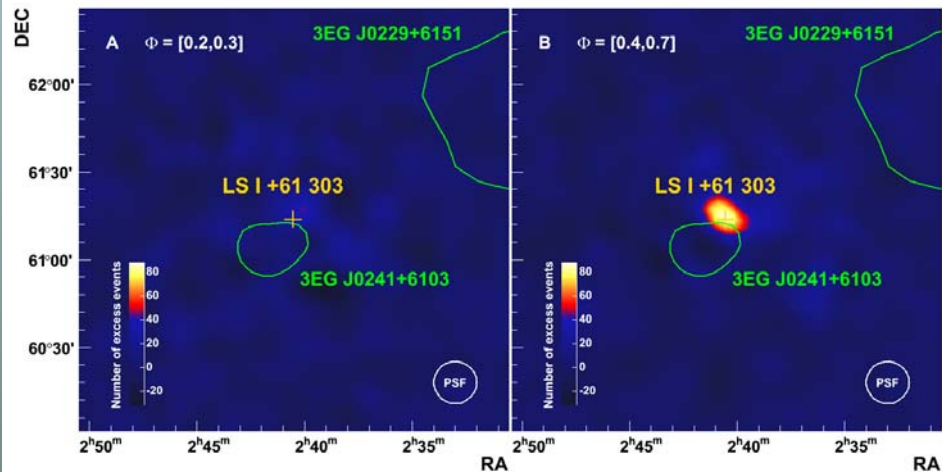 DEC
A Φ = [0.2,0.3]
3EG J0229+6151
62°00'
61°30'
61°00'
60°30'
LS I +61 303
3EG J0241+6103
Number of excess events
80
60
40
20
0
-20
PSF
2h50m 2h45m 2h40m 2h35m
RA
B Φ = [0.4,0.7]
3EG J0229+6151
LS I +61 303
3EG J0241+6103
Number of excess events
80
60
40
20
0
-20
PSF
2h50m 2h45m 2h40m 2h35m
RA